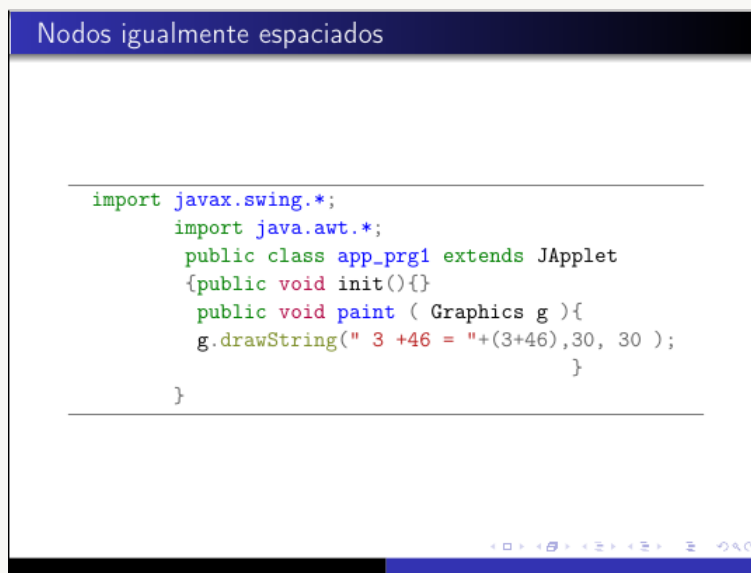 Nodos igualmente espaciados
import javax.swing.*;
import java.awt.*;
public class app_prg1 extends JApplet
{public void init(){}
public void paint ( Graphics g ){
g.drawString(" 3 +46 = "+(3+46),30, 30 );
}
}